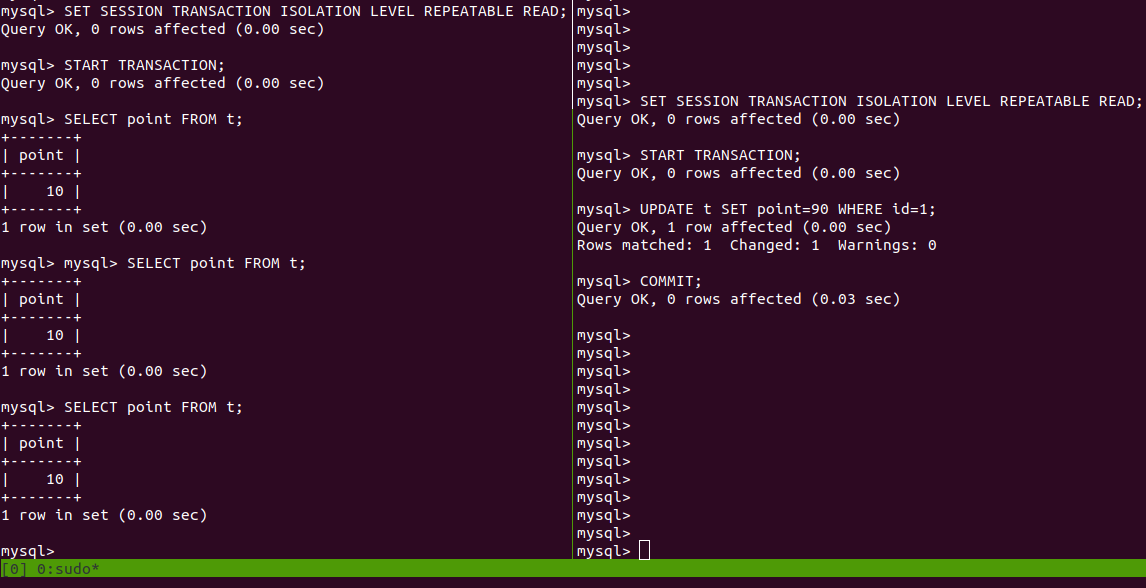 mysql> SET SESSION TRANSACTION ISOLATION LEVEL REPEATABLE READ;
Query OK, 0 rows affected (0.00 sec)

mysql> START TRANSACTION;
Query OK, 0 rows affected (0.00 sec)

mysql> SELECT point FROM t;
+-------+
| point |
+-------+
|    10 |
+-------+
1 row in set (0.00 sec)

mysql> mysql> SELECT point FROM t;
+-------+
| point |
+-------+
|    10 |
+-------+
1 row in set (0.00 sec)

mysql> SELECT point FROM t;
+-------+
| point |
+-------+
|    10 |
+-------+
1 row in set (0.00 sec)

mysql>
mysql>
mysql>
mysql>
mysql>
mysql>
mysql> SET SESSION TRANSACTION ISOLATION LEVEL REPEATABLE READ;
Query OK, 0 rows affected (0.00 sec)

mysql> START TRANSACTION;
Query OK, 0 rows affected (0.00 sec)

mysql> UPDATE t SET point=90 WHERE id=1;
Query OK, 1 row affected (0.00 sec)
Rows matched: 1  Changed: 1  Warnings: 0

mysql> COMMIT;
Query OK, 0 rows affected (0.03 sec)

mysql>
mysql>
mysql>
mysql>
mysql>
mysql>
mysql>
mysql>
mysql>
mysql>
mysql>
mysql>
mysql>
[0] 0:sudo*